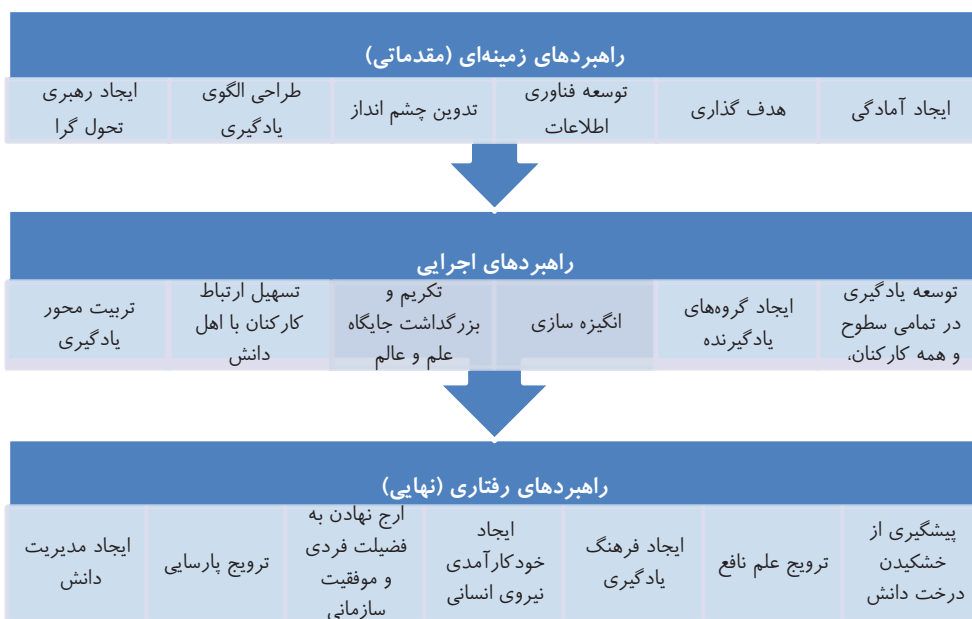 راهبردهای زمینه‌ای (مقدماتی)
ایجاد آمادگی
هدف گذاری
توسعه فناوری
اطلاعات
تدوین چشم انداز
طراحی الگوی
یادگیری
ایجاد رهبری
تحول گرا
راهبردهای اجرایی
توسعه یادگیری
در تمامی سطوح
و همه کارکنان،
ایجاد گروه‌های
یادگیرنده
انگیزه سازی
تکریم و
بزرگداشت جایگاه
علم و عالم
تسهیل ارتباط
کارکنان با اهل
دانش
تربیت محور
یادگیری
راهبردهای رفتاری (نهایی)
پیشگیری از
خشکیدن
درخت دانش
ترویج علم نافع
ایجاد فرهنگ
یادگیری
ایجاد
خودکارآمدی
نیروی انسانی
ارج نهادن به
فضیلت فردی
و موفقیت
سازمانی
ترویج پارسایی
ایجاد مدیریت
دانش